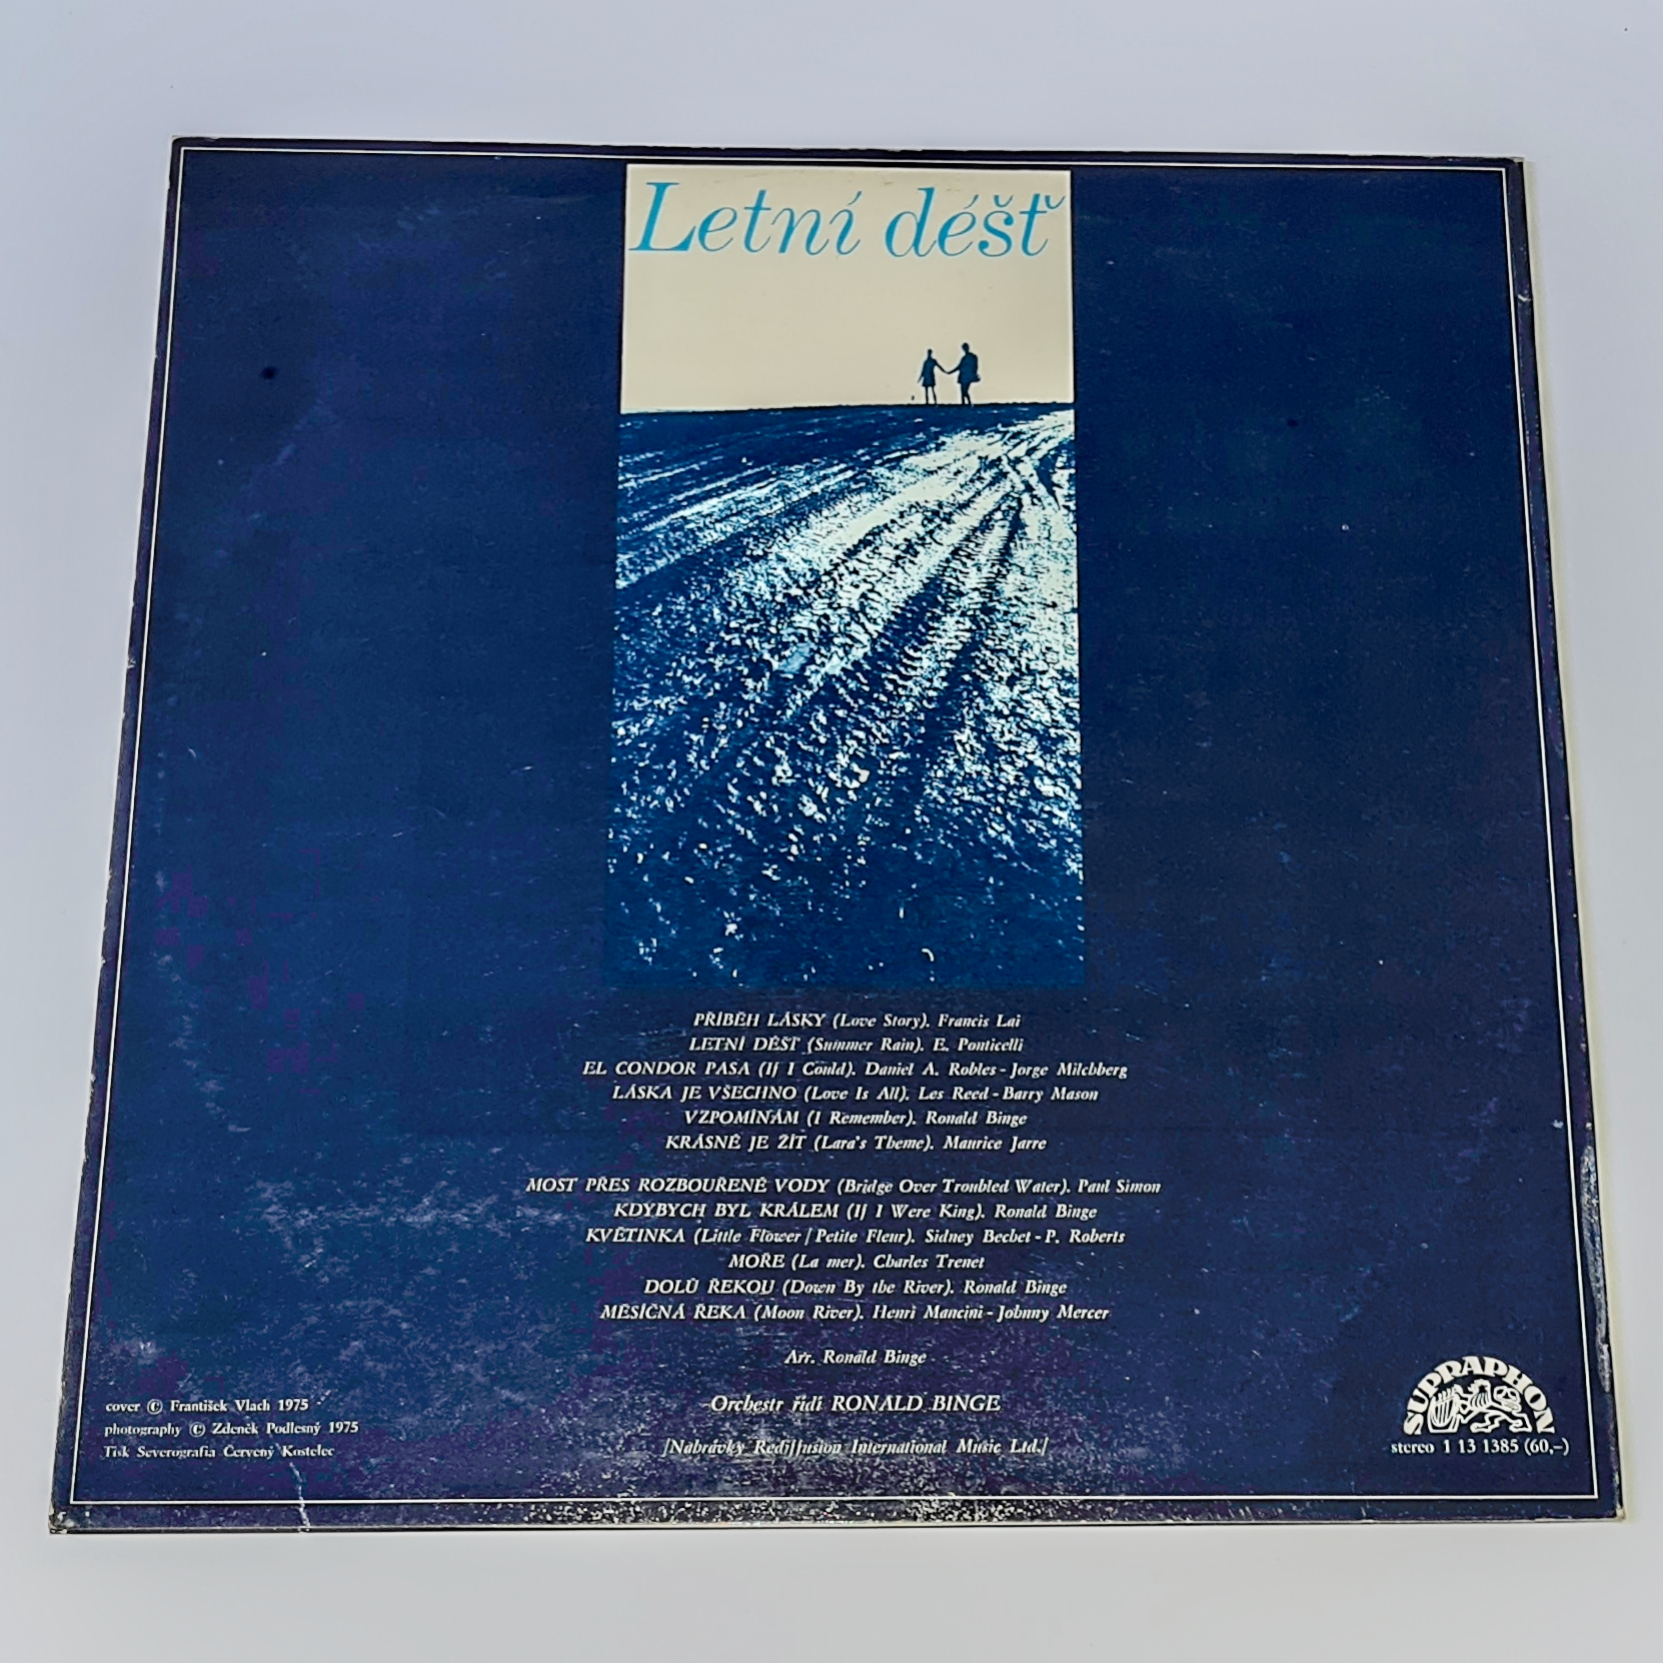 Letní déšť
PŘÍBĚH LÁSKY (Love Story). Francis Lai
LETNÍ DÉŠŤ (Summer Rain). E. Ponticelli
EL CONDOR PASA (If I Could). Daniel A. Robles - Jorge Milchberg
LÁSKA JE VŠECHNO (Love Is All). Les Reed - Barry Mason
VZPOMÍNÁM (I Remember). Ronald Binge
KRÁSNÉ JE ŽÍT (Lara's Theme). Maurice Jarre
MOST PŘES ROZBOUŘENÉ VODY (Bridge Over Troubled Water). Paul Simon
KDYBYCH BYL KRÁLEM (If I Were King). Ronald Binge
KVĚTINKA (Little Flower / Petite Fleur). Sidney Bechet - P. Roberts
MOŘE (La mer). Charles Trenet
DOLŮ ŘEKOU (Down By the River). Ronald Binge
MĚSÍČNÁ ŘEKA (Moon River). Henri Mancini - Johnny Mercer
Arr. Ronald Binge
Orchestr řídí RONALD BINGE
/Nahrávky Rediffusion International Music Ltd./
cover © František Vlach 1975
photography © Zdeněk Podlesný 1975
Tisk Severografia Červený Kostelec
SUPRAPHON
stereo 1 13 1385 (60,-)